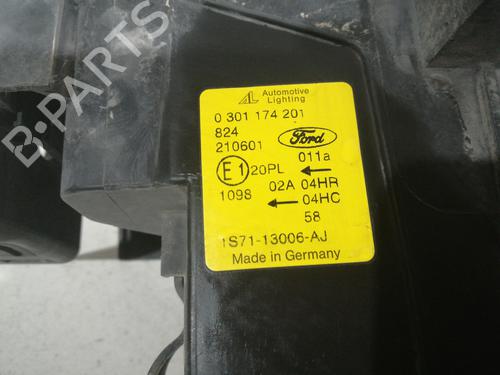 B-PARTS
AL Automotive Lighting
0 301 174 201
824
210601
Ford
011a
E1 20PL ←
02A 04HR
1098 ← 04HC
58
1S71-13006-AJ
Made in Germany